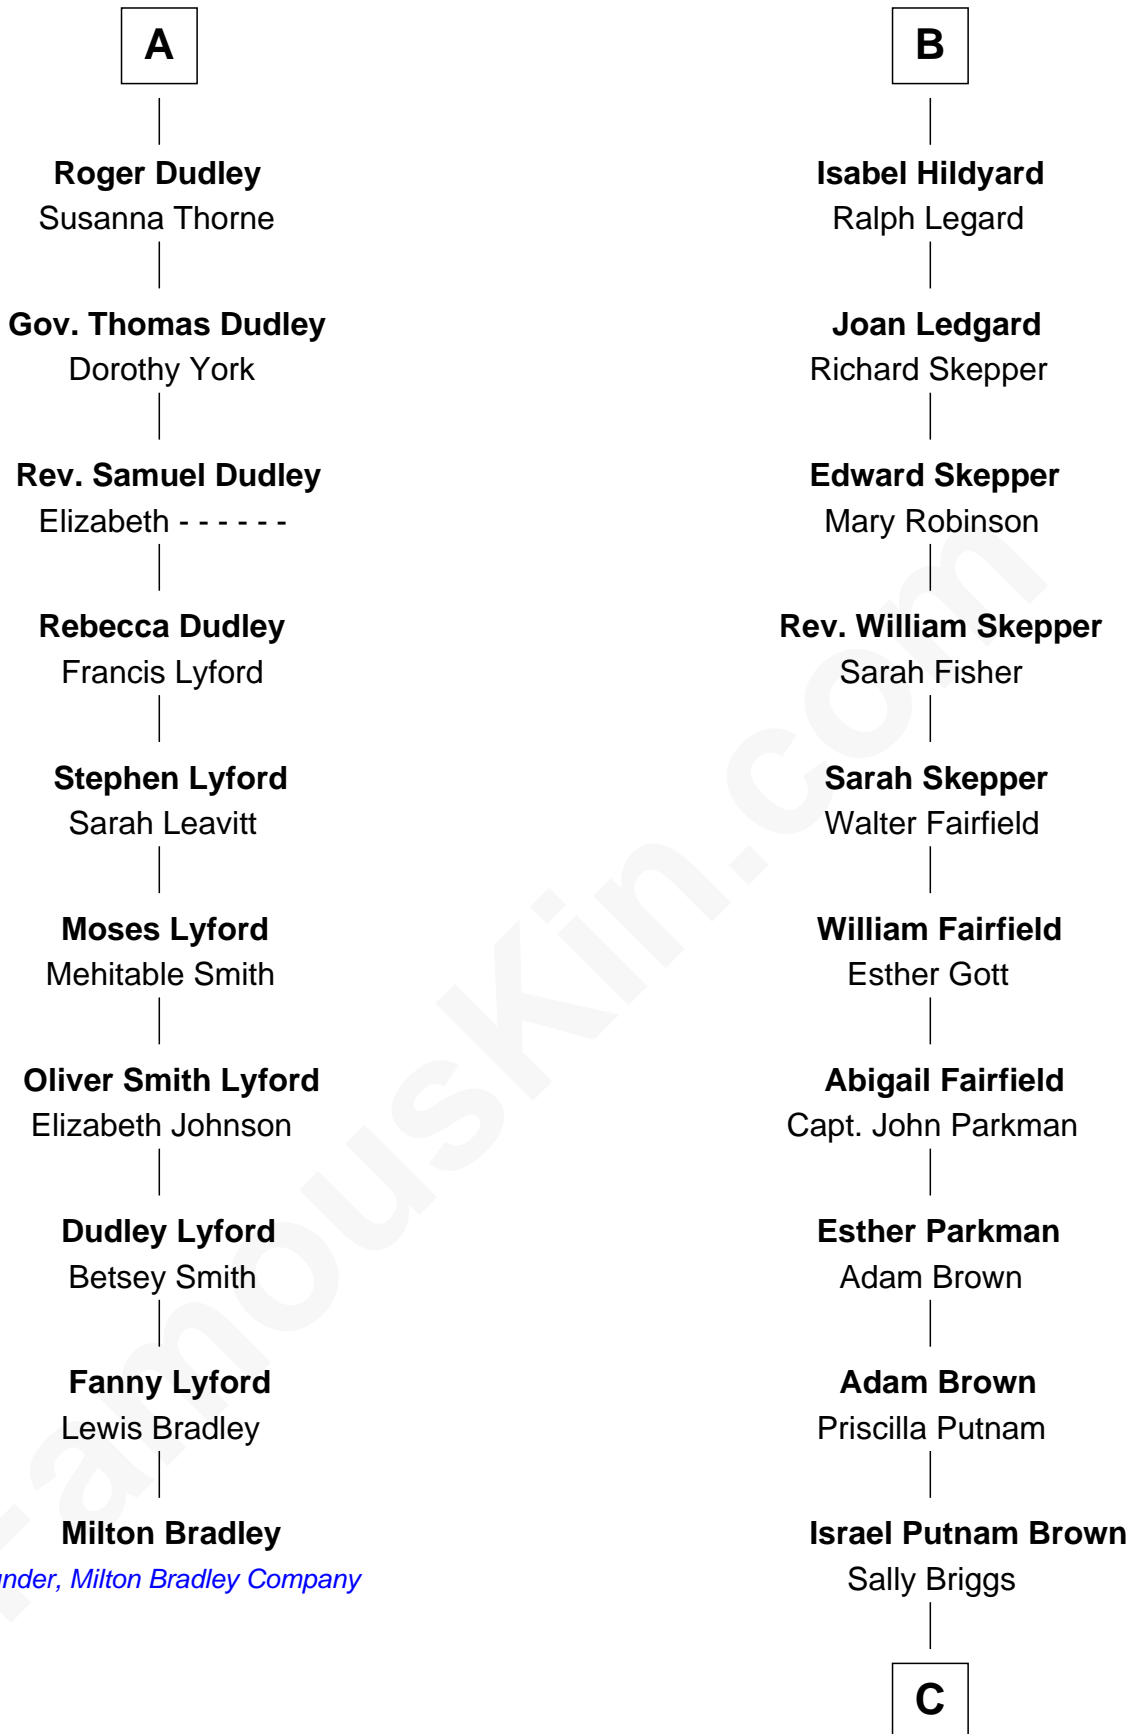 A
Roger Dudley
Susanna Thorne
Gov. Thomas Dudley
Dorothy York
Rev. Samuel Dudley
Elizabeth - - - - - -
Rebecca Dudley
Francis Lyford
Stephen Lyford
Sarah Leavitt
Moses Lyford
Mehitable Smith
Oliver Smith Lyford
Elizabeth Johnson
Dudley Lyford
Betsey Smith
Fanny Lyford
Lewis Bradley
Milton Bradley
under, Milton Bradley Company
B
Isabel Hildyard
Ralph Legard
Joan Ledgard
Richard Skepper
Edward Skepper
Mary Robinson
Rev. William Skepper
Sarah Fisher
Sarah Skepper
Walter Fairfield
William Fairfield
Esther Gott
Abigail Fairfield
Capt. John Parkman
Esther Parkman
Adam Brown
Adam Brown
Priscilla Putnam
Israel Putnam Brown
Sally Briggs
C
FamousKin.com